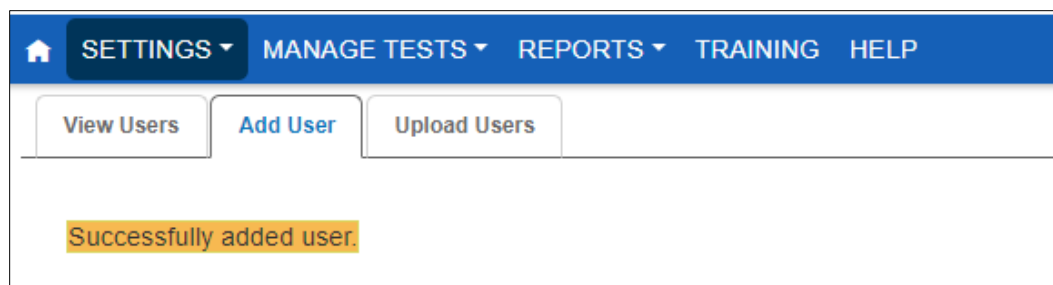 SETTINGS MANAGE TESTS REPORTS TRAINING HELP
View Users Add User Upload Users
Successfully added user.